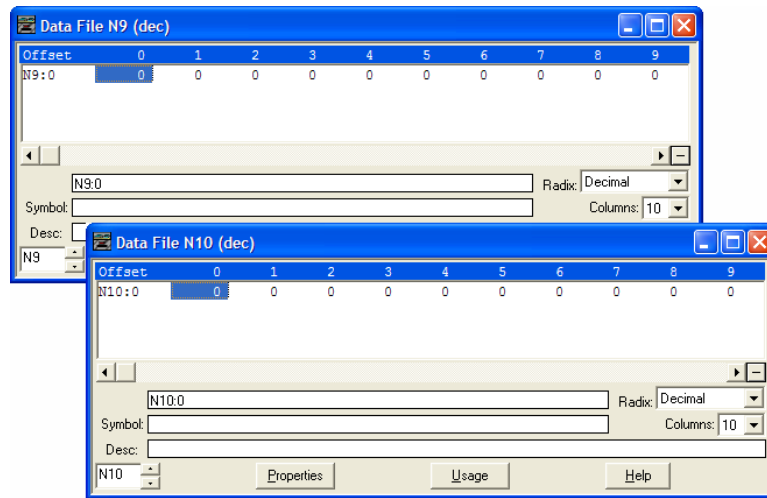 Data File N9 (dec)
Offset 0 1 2 3 4 5 6 7 8 9
N9:0 0 0 0 0 0 0 0 0 0 0
N9:0
Radix: Decimal
Symbol:
Columns: 10
Desc:
N9
Data File N10 (dec)
Offset 0 1 2 3 4 5 6 7 8 9
N10:0 0 0 0 0 0 0 0 0 0 0
N10:0
Radix: Decimal
Symbol:
Columns: 10
Desc:
N10
Properties
Usage
Help